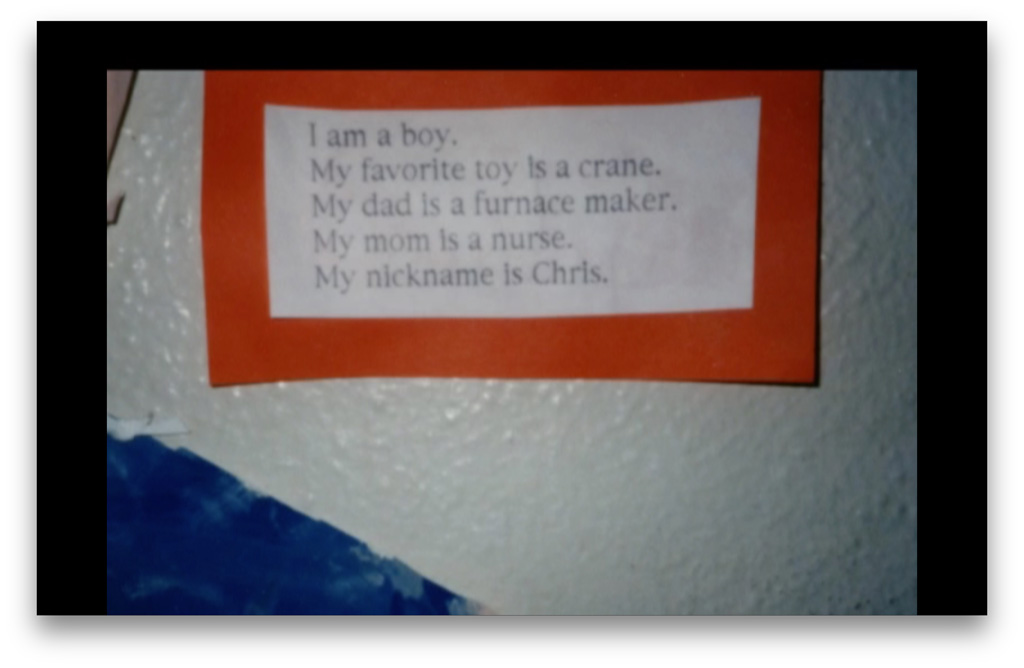 I am a boy.
My favorite toy is a crane.
My dad is a furnace maker.
My mom is a nurse.
My nickname is Chris.